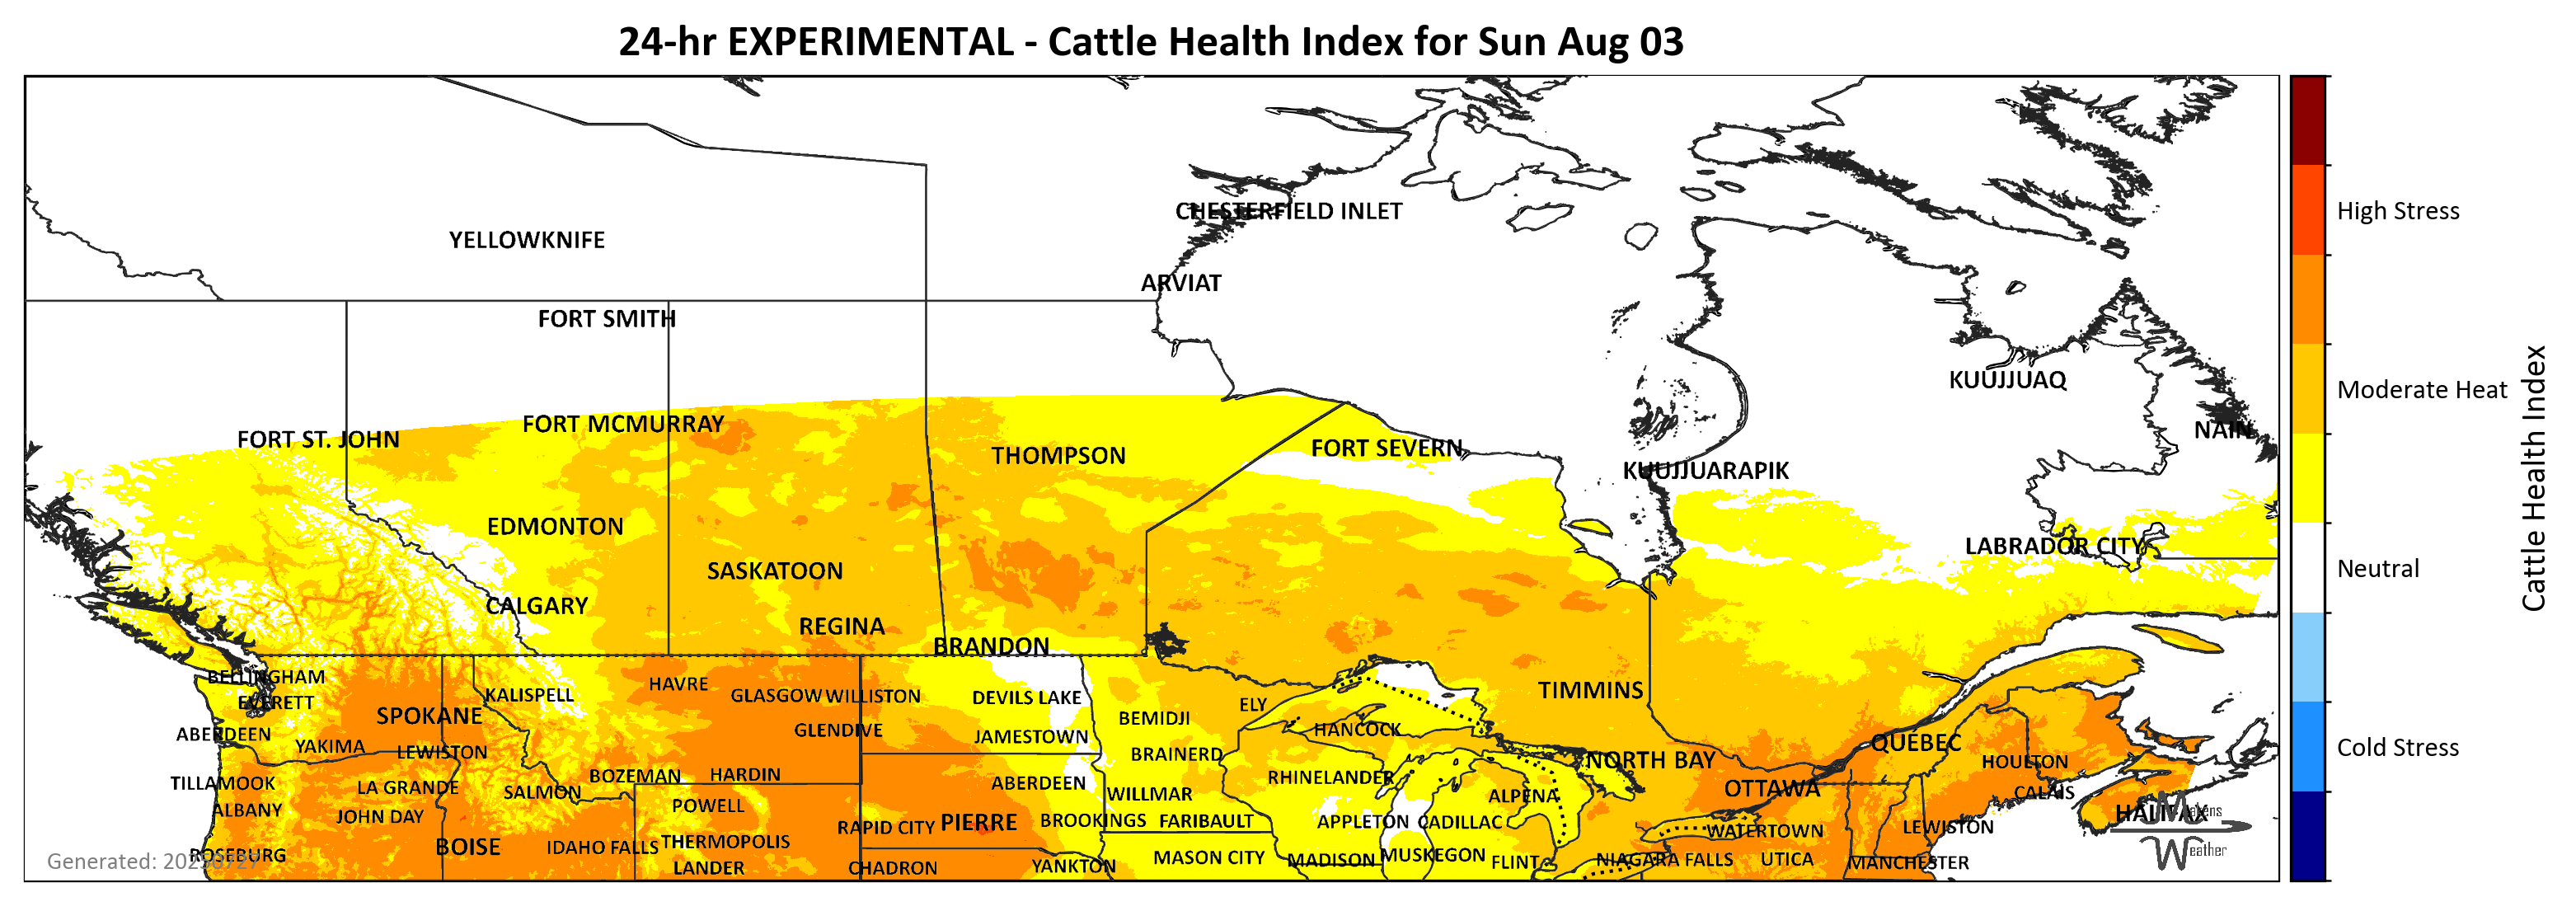 24-hr EXPERIMENTAL - Cattle Health Index for Sun Aug 03
CHESTERFIELD INLET
High Stress
YELLOWKNIFE
ARVIAT
FORT SMITH
KUUJJUAQ
Moderate Heat
FORT MCMURRAY
NAIN
FORT ST. JOHN
FORT SEVERN
THOMPSON
KUUJJUARAPIK
Cattle Health Index
EDMONTON
LABRADOR CITY
SASKATOON
Neutral
CALGARY
REGINA
BRANDON
BELLINGHAM
HAVRE
TIMMINS
KALISPELL
GLASGOW
WILLISTON
DEVILS LAKE
EVERETT
ELY
SPOKANE
BEMIDJI
ABERDEEN
GLENDIVE
HANCOCK
JAMESTOWN
YAKIMA
QUEBEC
LEWISTON
BRAINERD
Cold Stress
NORTH BAY
HOULTON
BOZEMAN
HARDIN
RHINELANDER
TILLAMOOK
ABERDEEN
LA GRANDE
OTTAWA
SALMON
WILLMAR
CALAIS
ALPENA
POWELL
ALBANY
JOHN DAY
HALIFAX
Makens
Weather
RAPID CITY
PIERRE
BROOKINGS
FARIBAULT
APPLETON
CADILLAC
WATERTOWN
LEWISTON
BOISE
IDAHO FALLS
THERMOPOLIS
ROSEBURG
MASON CITY
MADISON
MUSKEGON
FLINT
NIAGARA FALLS
UTICA
MANCHESTER
Generated: 20250727
LANDER
CHADRON
YANKTON